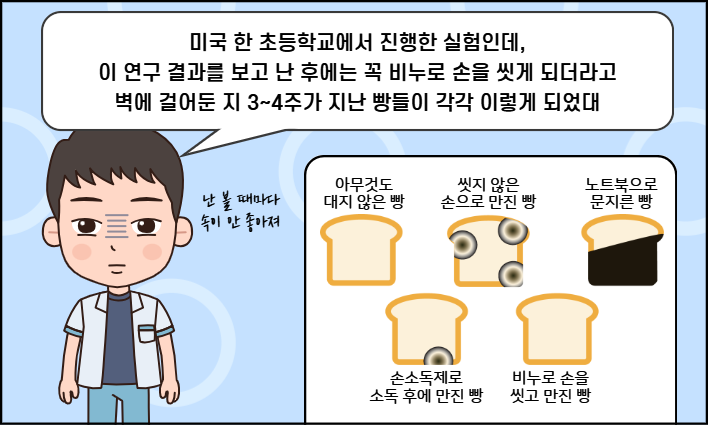 미국 한 초등학교에서 진행한 실험인데,
이 연구 결과를 보고 난 후에는 꼭 비누로 손을 씻게 되더라고
벽에 걸어둔 지 3~4주가 지난 빵들이 각각 이렇게 되었대
난 볼 때마다
속이 안 좋아져
아무것도
대지 않은 빵
씻지 않은
손으로 만진 빵
노트북으로
문지른 빵
손소독제로
소독 후에 만진 빵
비누로 손을
씻고 만진 빵